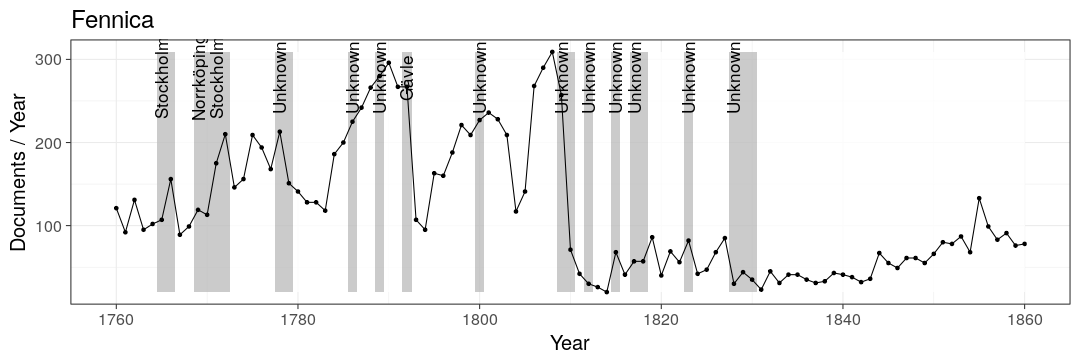 Fennica
Documents / Year
300
200
100
Stockholm
Norrköping
Stockholm
Unknown
Unknown
Unknown
Gävle
Unknown
Unknown
Unknown
Unknown
Unknown
Unknown
Unknown
1760
1780
1800
1820
1840
1860
Year